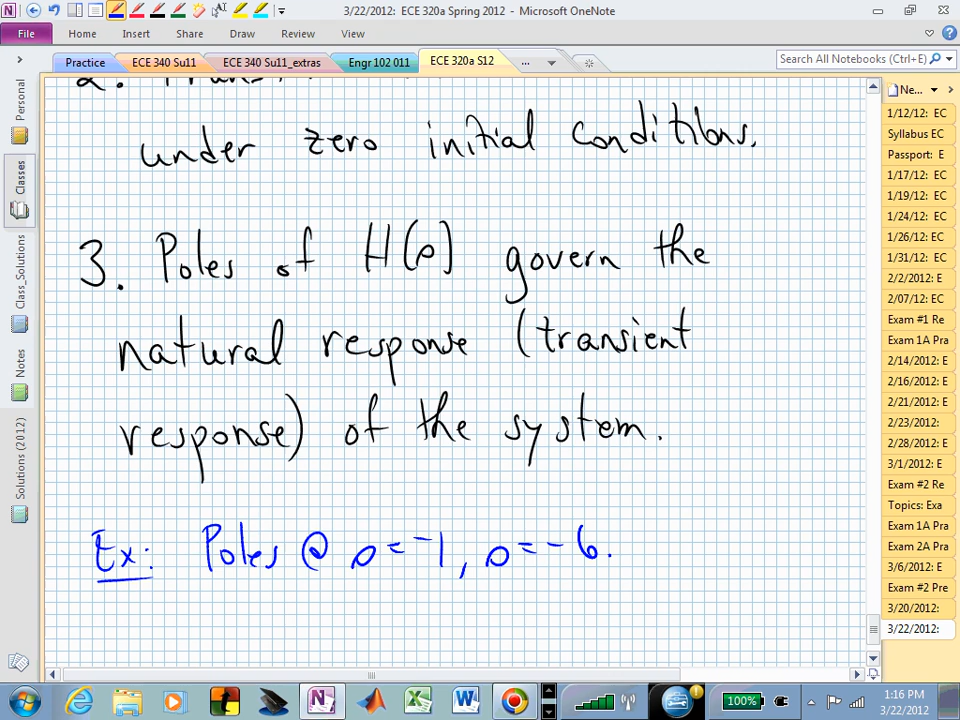 3/22/2012: ECE 320a Spring 2012 - Microsoft OneNote
File Home Insert Share Draw Review View
Practice ECE 340 Su11 ECE 340 Su11_extras Engr 102 011 ECE 320a S12 ... Search All Notebooks (Ctrl+E)
Personal
Classes
Class_Solutions
Notes
Solutions (2012)
under zero initial conditions.
3. Poles of H(s) govern the
natural response (transient
response) of the system.
Ex: Poles @ s=-1, s=-6.
Ne...
1/12/12: EC
Syllabus EC
Passport: E
1/17/12: EC
1/19/12: EC
1/24/12: EC
1/26/12: EC
1/31/12: EC
2/2/2012: E
2/07/12: EC
Exam #1 Re
Exam 1A Pra
2/14/2012: E
2/16/2012: E
2/21/2012: E
2/23/2012:
2/28/2012: E
3/1/2012: E
Exam #2 Re
Topics: Exa
Exam 1A Pra
Exam 2A Pra
3/6/2012: E
Exam #2 Pre
3/20/2012:
3/22/2012:
100%
1:16 PM
3/22/2012